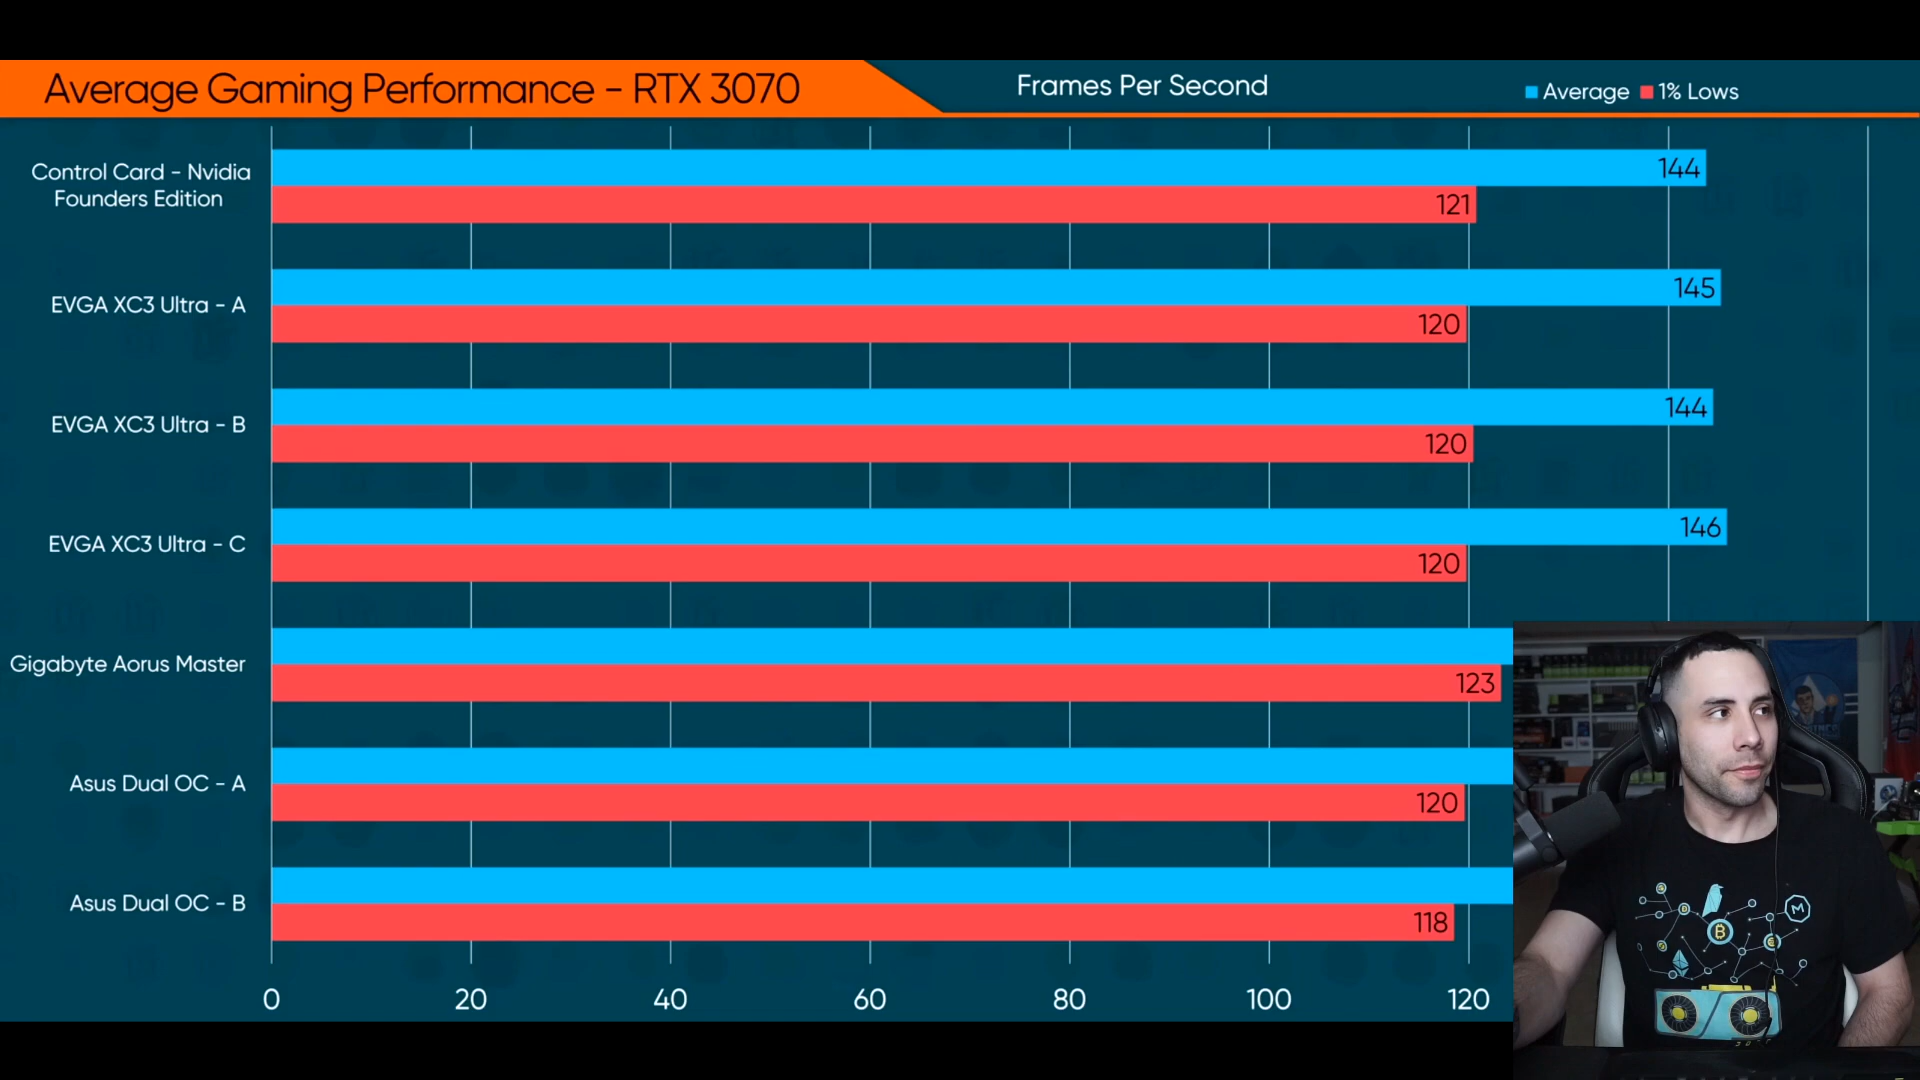 Average Gaming Performance - RTX 3070
Frames Per Second
Average 1% Lows
Control Card - Nvidia
Founders Edition
144
121
EVGA XC3 Ultra - A
145
120
EVGA XC3 Ultra - B
144
120
EVGA XC3 Ultra - C
146
120
Gigabyte Aorus Master
123
Asus Dual OC - A
120
Asus Dual OC - B
118
0 20 40 60 80 100 120